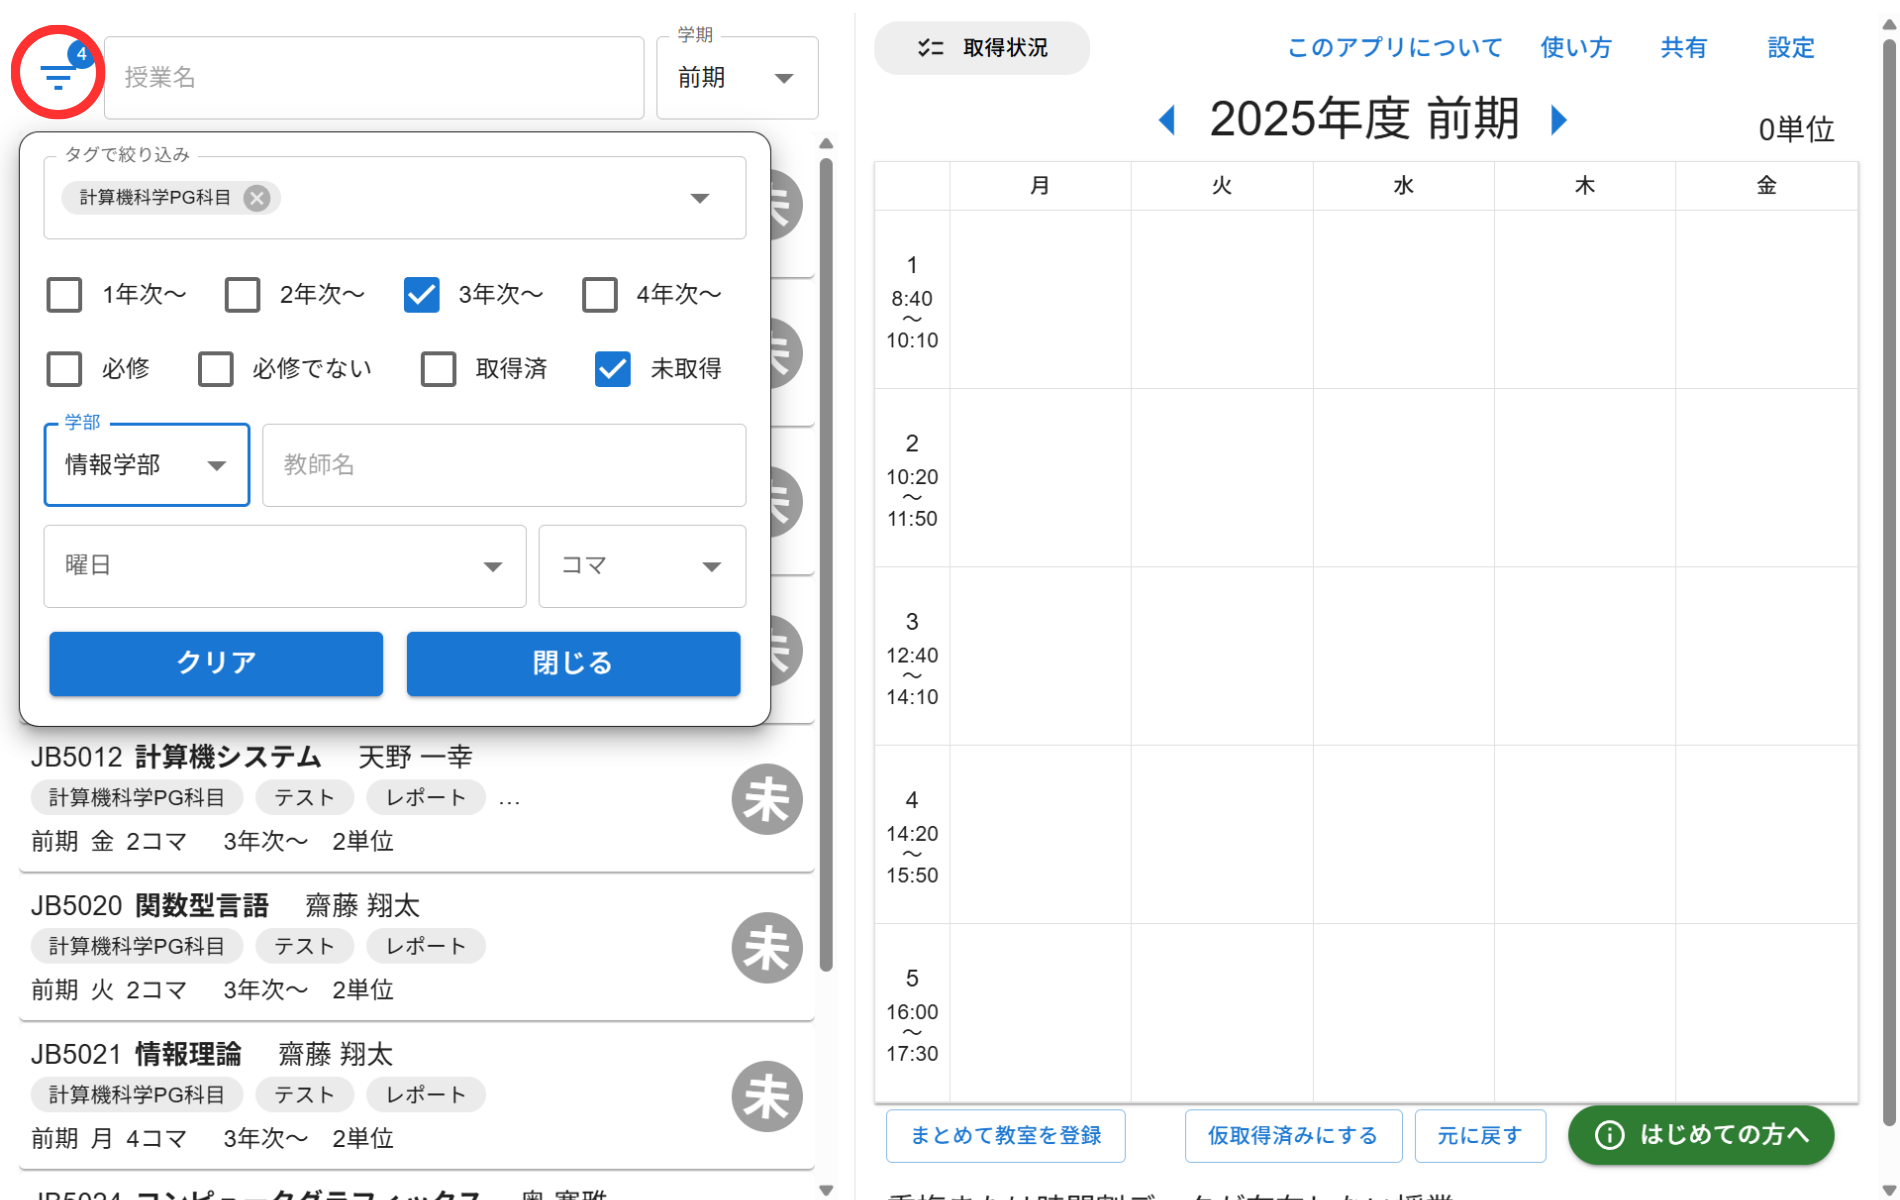 4
授業名
学期
前期
タグで絞り込み
計算機科学PG科目
1年次〜
2年次〜
3年次〜
4年次〜
必修
必修でない
取得済
未取得
学部
情報学部
教師名
曜日
コマ
クリア
閉じる
JB5012 計算機システム 天野 一幸
計算機科学PG科目 テスト レポート ...
前期 金 2コマ 3年次〜 2単位
未
JB5020 関数型言語 齋藤 翔太
計算機科学PG科目 テスト レポート
前期 火 2コマ 3年次〜 2単位
未
JB5021 情報理論 齋藤 翔太
計算機科学PG科目 テスト レポート
前期 月 4コマ 3年次〜 2単位
未
取得状況
このアプリについて
使い方
共有
設定
2025年度 前期
0単位
月 火 水 木 金
1
8:40
〜
10:10
2
10:20
〜
11:50
3
12:40
〜
14:10
4
14:20
〜
15:50
5
16:00
〜
17:30
まとめて教室を登録
仮取得済みにする
元に戻す
はじめての方へ